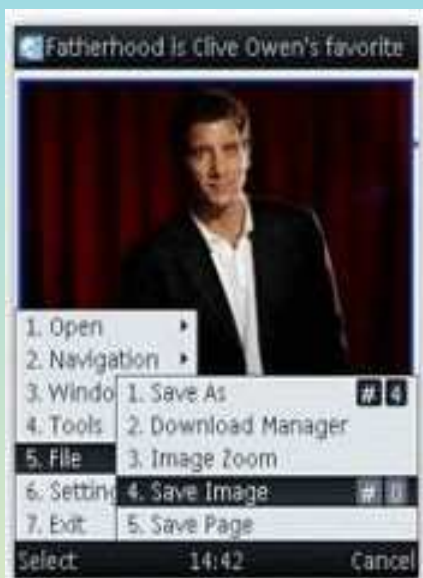 Fatherhood is Clive Owen's favorite
1. Open
2. Navigation
3. Windo
4. Tools
5. File
6. Setting
7. Exit
1. Save As # 4
2. Download Manager
3. Image Zoom
4. Save Image #
5. Save Page
Select 14:42 Cancel